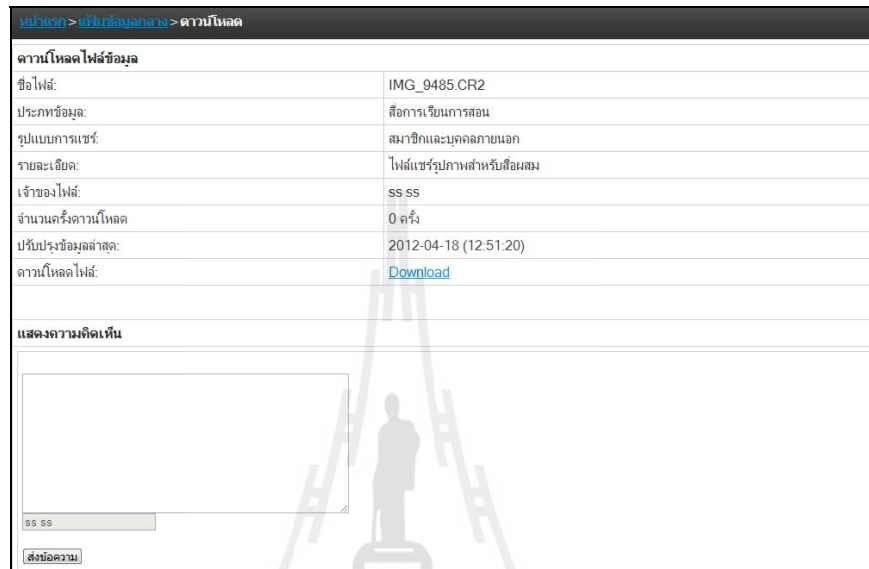 หน้าแรก > แฟ้มข้อมูลกลาง > ดาวน์โหลด
ดาวน์โหลดไฟล์ข้อมูล
ชื่อไฟล์: IMG_9485.CR2
ประภทข้อมูล: สื่อการเรียนการสอน
รูปแบบการแชร์: สมาชิกและบุคคลภายนอก
รายละเอียด: ไฟล์แชร์รูปภาพสำหรับสื่อผสม
เจ้าของไฟล์: ss ss
จำนวนครั้งดาวน์โหลด 0 ครั้ง
ปรับปรุงข้อมูลล่าสุด: 2012-04-18 (12:51:20)
ดาวน์โหลดไฟล์: Download
แสดงความคิดเห็น
ss ss
ส่งข้อความ